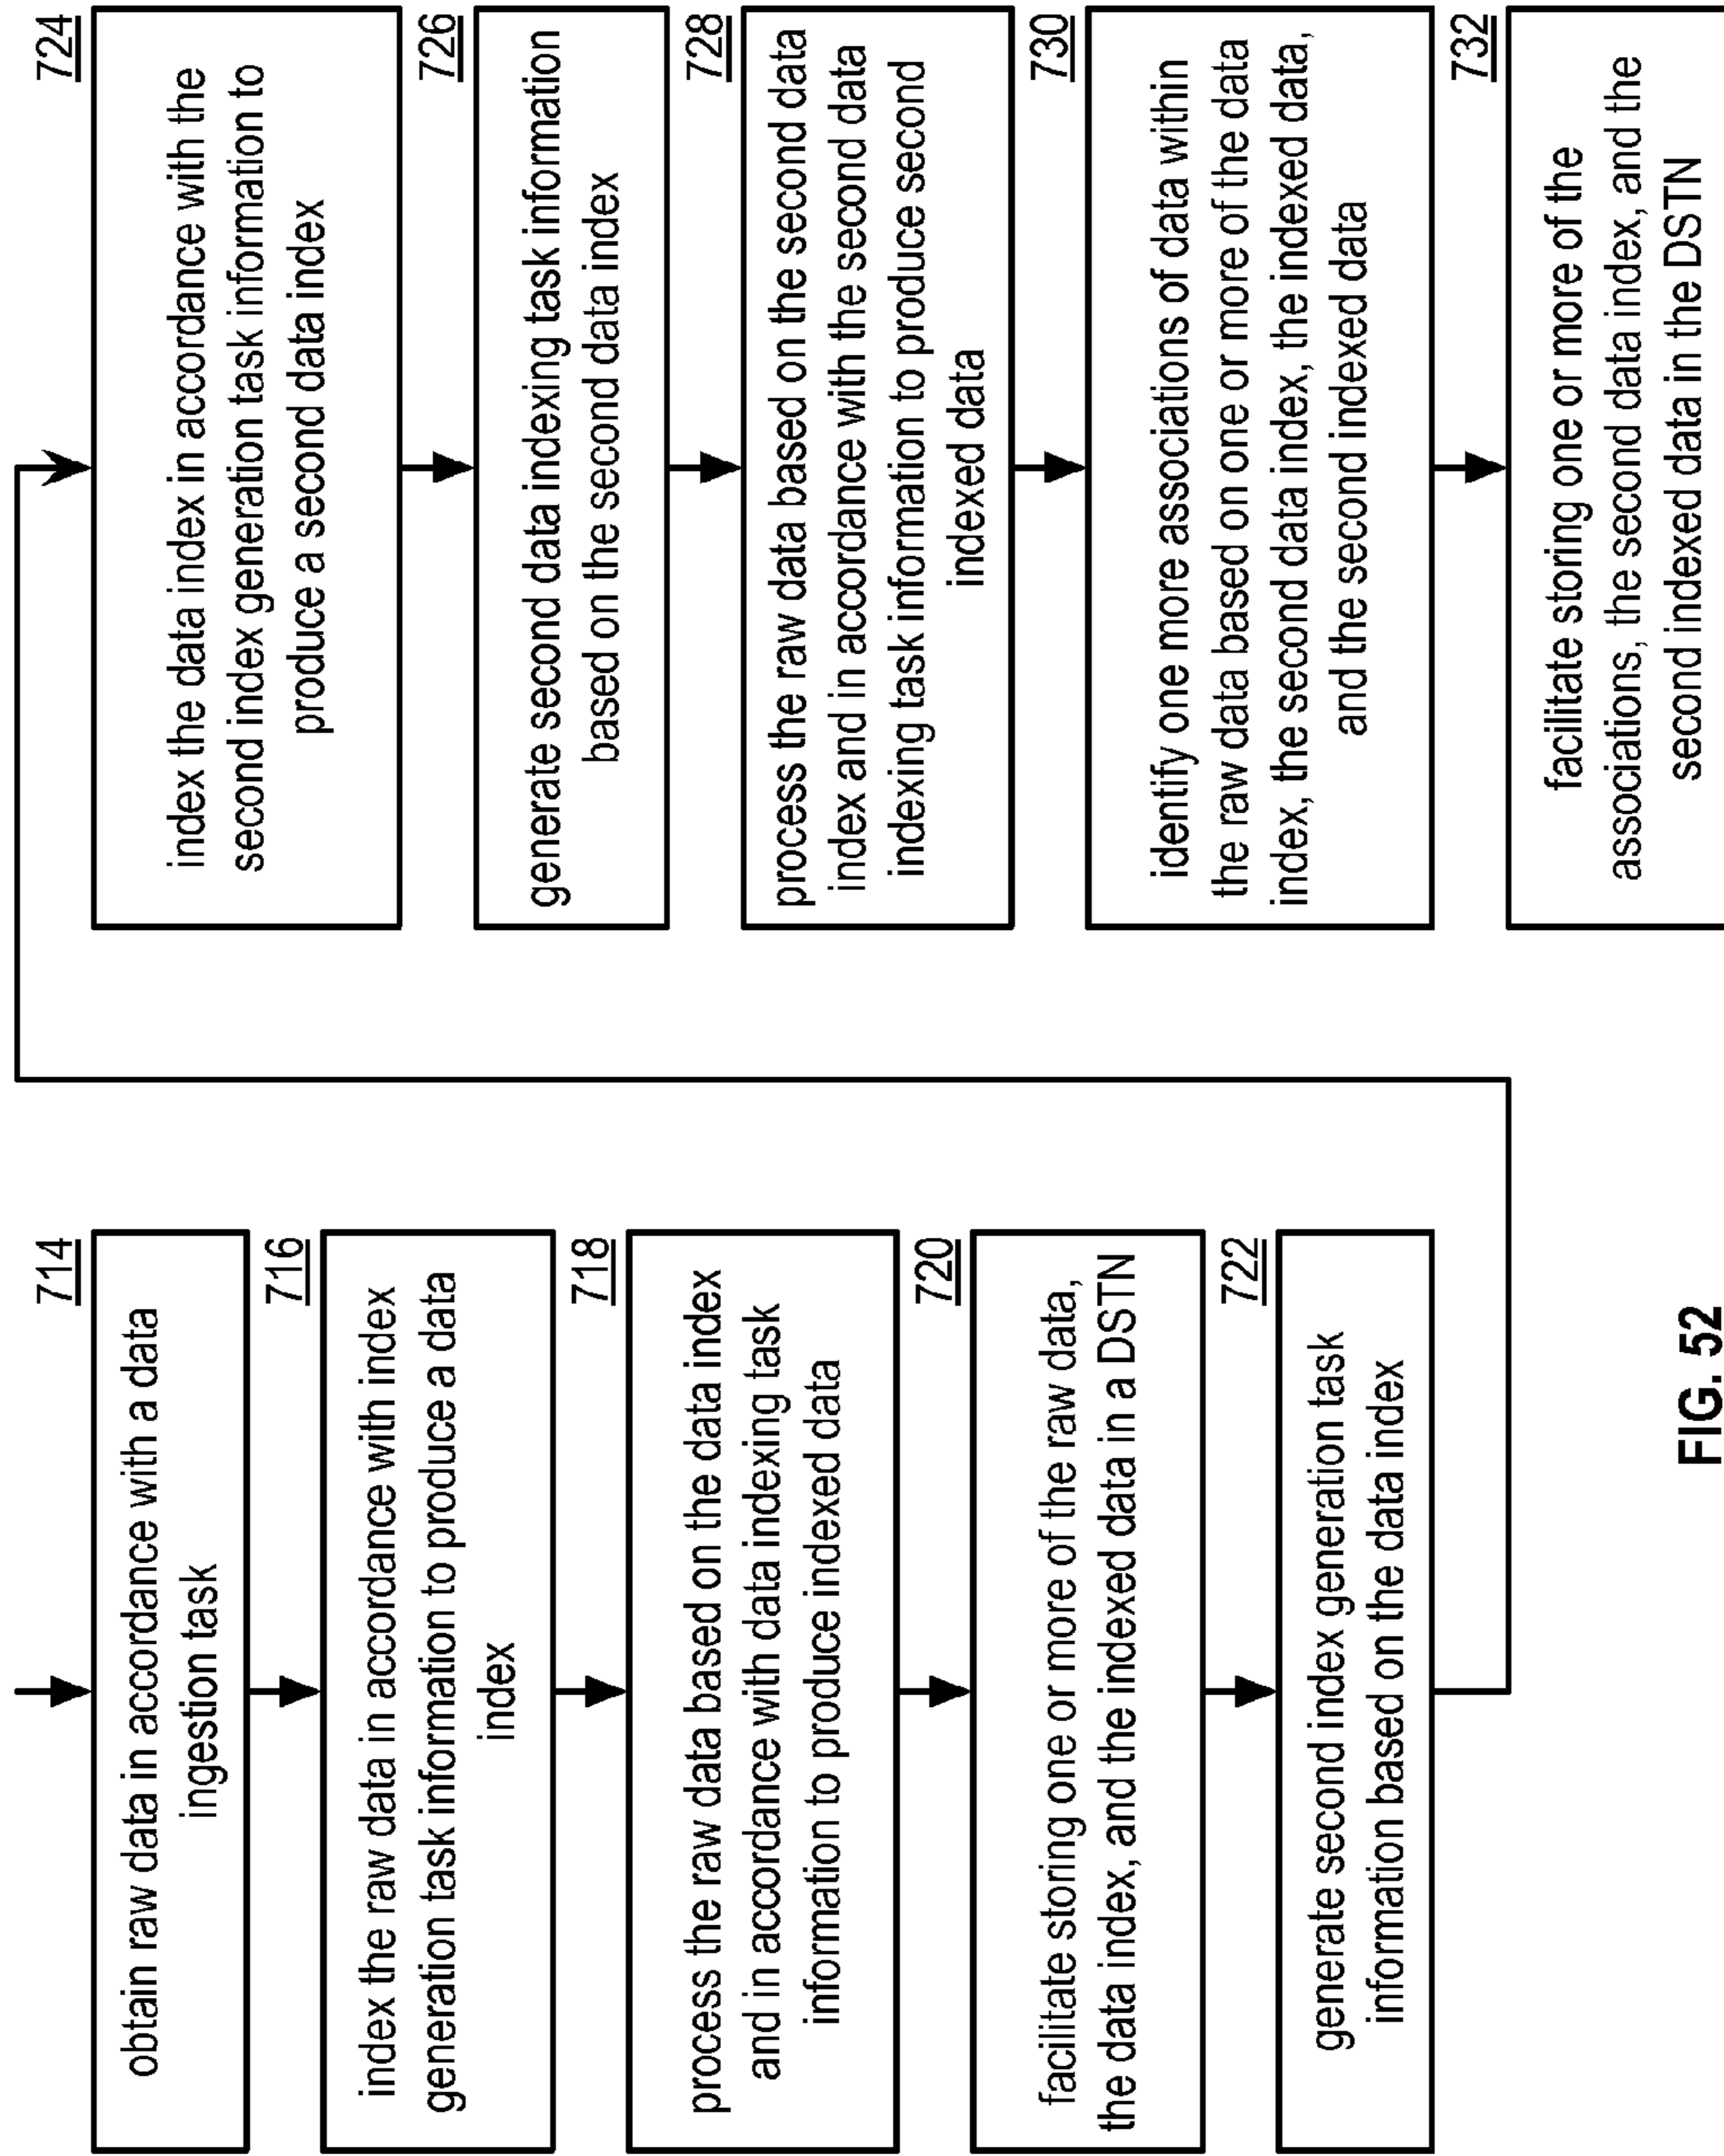 714
obtain raw data in accordance with a data
ingestion task
716
index the raw data in accordance with index
generation task information to produce a data
index
718
process the raw data based on the data index
and in accordance with data indexing task
information to produce indexed data
720
facilitate storing one or more of the raw data,
the data index, and the indexed data in a DSTN
722
generate second index generation task
information based on the data index
724
index the data index in accordance with the
second index generation task information to
produce a second data index
726
generate second data indexing task information
based on the second data index
728
process the raw data based on the second data
index and in accordance with the second data
indexing task information to produce second
indexed data
730
identify one more associations of data within
the raw data based on one or more of the data
index, the second data index, the indexed data,
and the second indexed data
732
facilitate storing one or more of the
associations, the second data index, and the
second indexed data in the DSTN
FIG. 52